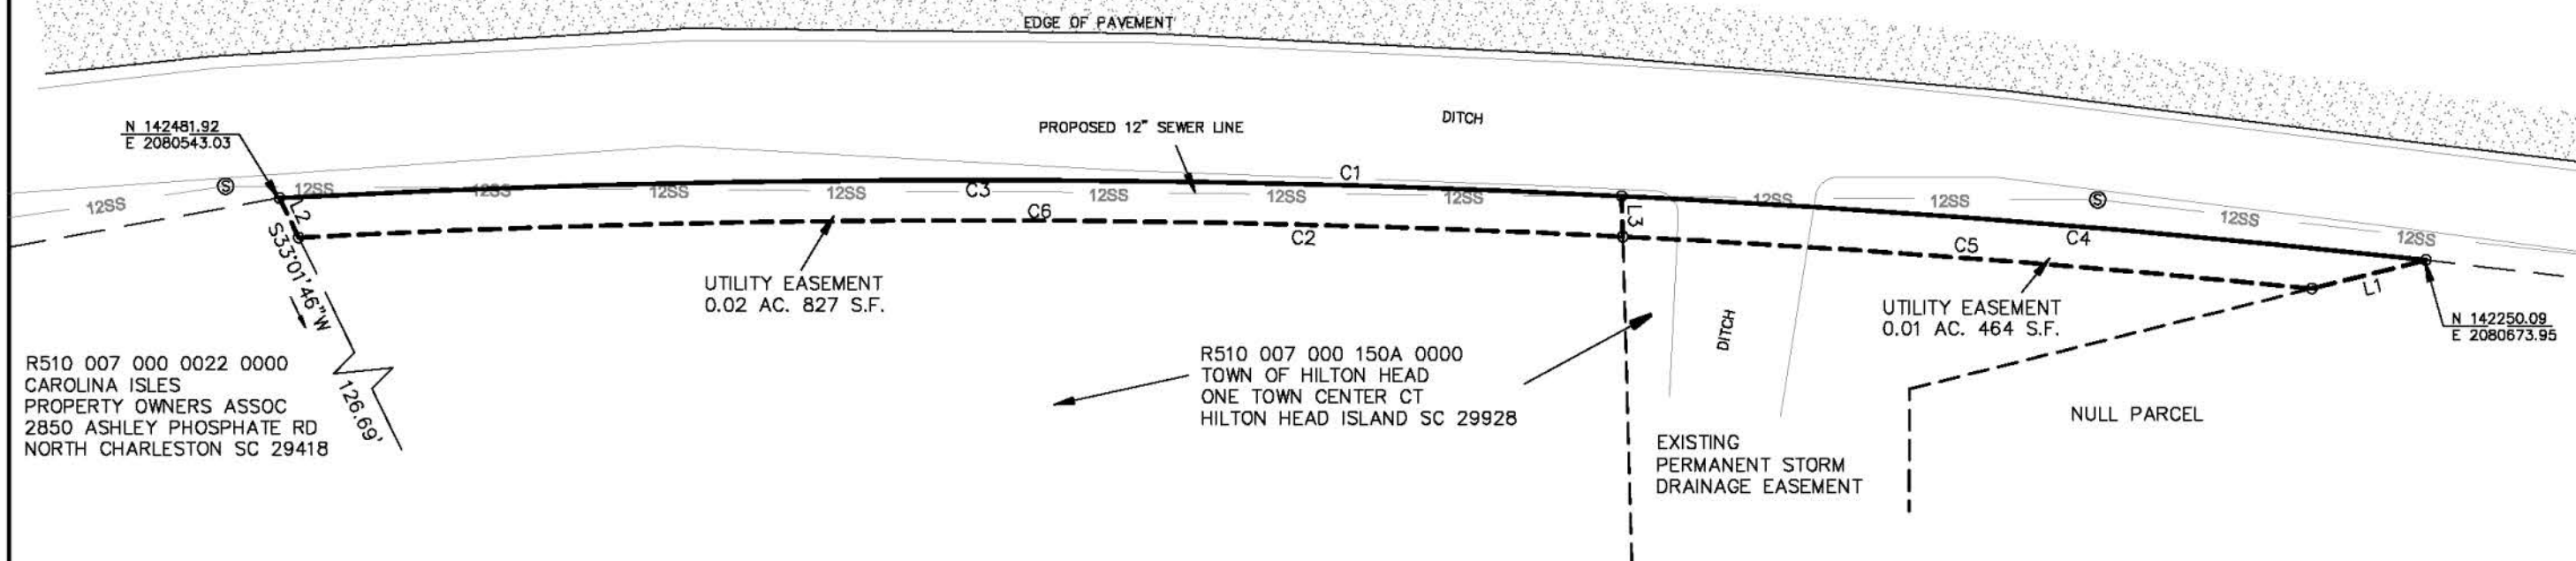 EDGE OF PAVEMENT
N 142481.92
E 2080543.03
PROPOSED 12" SEWER LINE
DITCH
C1
S
12SS
12SS
12SS
12SS
12SS
C3
12SS
12SS
12SS
12SS
12SS
S
12SS
12SS
L2
C6
C2
L3
C5
C4
L1
S33°01'46"W
126.69'
UTILITY EASEMENT
0.02 AC. 827 S.F.
UTILITY EASEMENT
0.01 AC. 464 S.F.
N 142250.09
E 2080673.95
DITCH
R510 007 000 0022 0000
CAROLINA ISLES
PROPERTY OWNERS ASSOC
2850 ASHLEY PHOSPHATE RD
NORTH CHARLESTON SC 29418
R510 007 000 150A 0000
TOWN OF HILTON HEAD
ONE TOWN CENTER CT
HILTON HEAD ISLAND SC 29928
NULL PARCEL
EXISTING
PERMANENT STORM
DRAINAGE EASEMENT